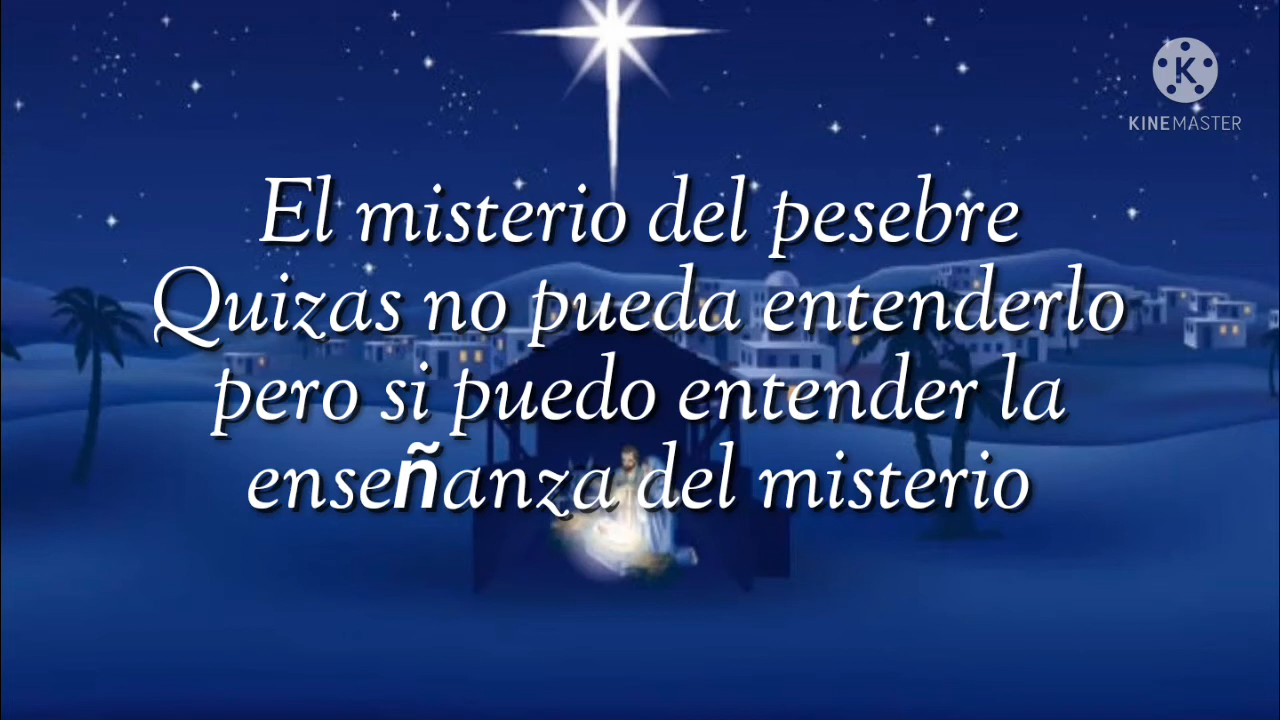 KINEMASTER
El misterio del pesebre
Quizas no pueda entenderlo
pero si puedo entender la
enseñanza del misterio